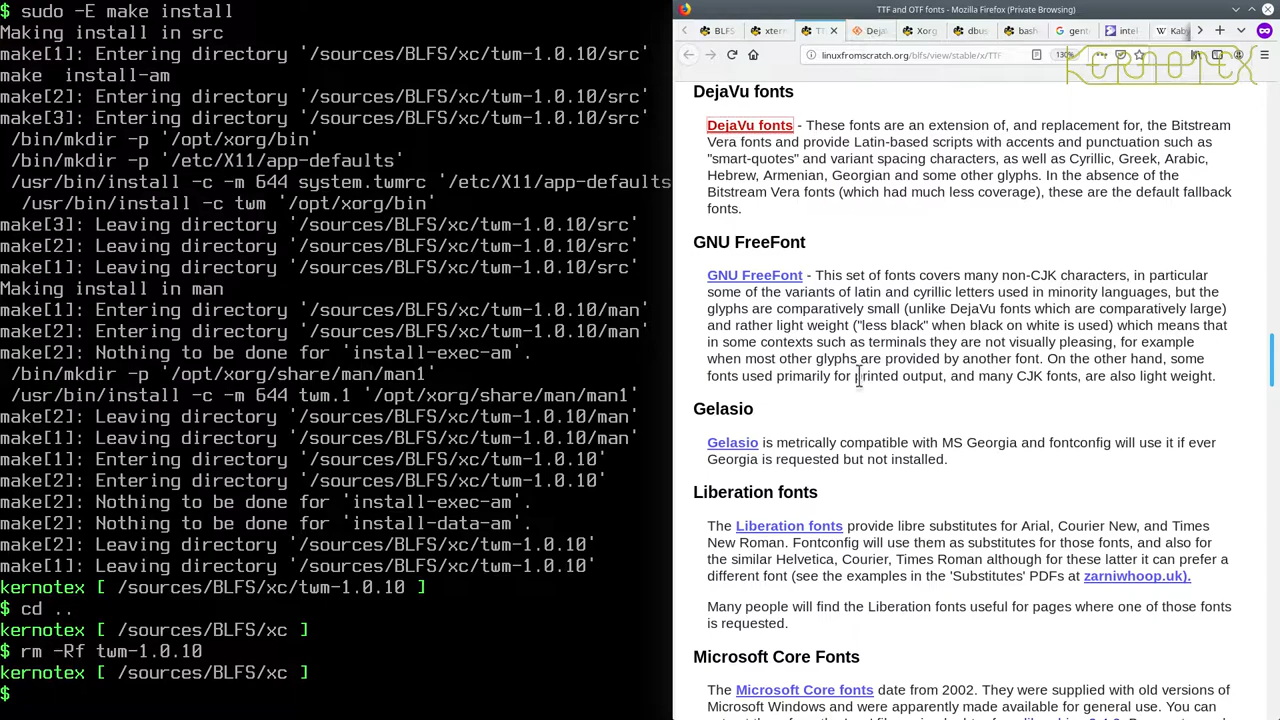 $ sudo -E make install
Making install in src
make[1]: Entering directory '/sources/BLFS/xc/twm-1.0.10/src'
make  install-am
make[2]: Entering directory '/sources/BLFS/xc/twm-1.0.10/src'
make[3]: Entering directory '/sources/BLFS/xc/twm-1.0.10/src'
/bin/mkdir -p '/opt/xorg/bin'
/bin/mkdir -p '/etc/X11/app-defaults'
/usr/bin/install -c -m 644 system.twmrc '/etc/X11/app-defaults
/usr/bin/install -c twm '/opt/xorg/bin'
make[3]: Leaving directory '/sources/BLFS/xc/twm-1.0.10/src'
make[2]: Leaving directory '/sources/BLFS/xc/twm-1.0.10/src'
make[1]: Leaving directory '/sources/BLFS/xc/twm-1.0.10/src'
Making install in man
make[1]: Entering directory '/sources/BLFS/xc/twm-1.0.10/man'
make[2]: Entering directory '/sources/BLFS/xc/twm-1.0.10/man'
make[2]: Nothing to be done for 'install-exec-am'.
/bin/mkdir -p '/opt/xorg/share/man/man1'
/usr/bin/install -c -m 644 twm.1 '/opt/xorg/share/man/man1'
make[2]: Leaving directory '/sources/BLFS/xc/twm-1.0.10/man'
make[1]: Leaving directory '/sources/BLFS/xc/twm-1.0.10/man'
make[1]: Entering directory '/sources/BLFS/xc/twm-1.0.10'
make[2]: Entering directory '/sources/BLFS/xc/twm-1.0.10'
make[2]: Nothing to be done for 'install-exec-am'.
make[2]: Nothing to be done for 'install-data-am'.
make[2]: Leaving directory '/sources/BLFS/xc/twm-1.0.10'
make[1]: Leaving directory '/sources/BLFS/xc/twm-1.0.10'
kernotex [ /sources/BLFS/xc/twm-1.0.10 ]
$ cd ..
kernotex [ /sources/BLFS/xc ]
$ rm -Rf twm-1.0.10
kernotex [ /sources/BLFS/xc ]
$
TTF and OTF fonts - Mozilla Firefox (Private Browsing)
BLFS xterm TT DejaV Xorg dbus bash gent intel Kaby
linuxfromscratch.org/blfs/view/stable/x/TTF 130%
KERNOTEX
DejaVu fonts
DejaVu fonts - These fonts are an extension of, and replacement for, the Bitstream
Vera fonts and provide Latin-based scripts with accents and punctuation such as
"smart-quotes" and variant spacing characters, as well as Cyrillic, Greek, Arabic,
Hebrew, Armenian, Georgian and some other glyphs. In the absence of the
Bitstream Vera fonts (which had much less coverage), these are the default fallback
fonts.
GNU FreeFont
GNU FreeFont - This set of fonts covers many non-CJK characters, in particular
some of the variants of latin and cyrillic letters used in minority languages, but the
glyphs are comparatively small (unlike DejaVu fonts which are comparatively large)
and rather light weight ("less black" when black on white is used) which means that
in some contexts such as terminals they are not visually pleasing, for example
when most other glyphs are provided by another font. On the other hand, some
fonts used primarily for printed output, and many CJK fonts, are also light weight.
Gelasio
Gelasio is metrically compatible with MS Georgia and fontconfig will use it if ever
Georgia is requested but not installed.
Liberation fonts
The Liberation fonts provide libre substitutes for Arial, Courier New, and Times
New Roman. Fontconfig will use them as substitutes for those fonts, and also for
the similar Helvetica, Courier, Times Roman although for these latter it can prefer a
different font (see the examples in the 'Substitutes' PDFs at zarniwhoop.uk).
Many people will find the Liberation fonts useful for pages where one of those fonts
is requested.
Microsoft Core Fonts
The Microsoft Core fonts date from 2002. They were supplied with old versions of
Microsoft Windows and were apparently made available for general use. You can